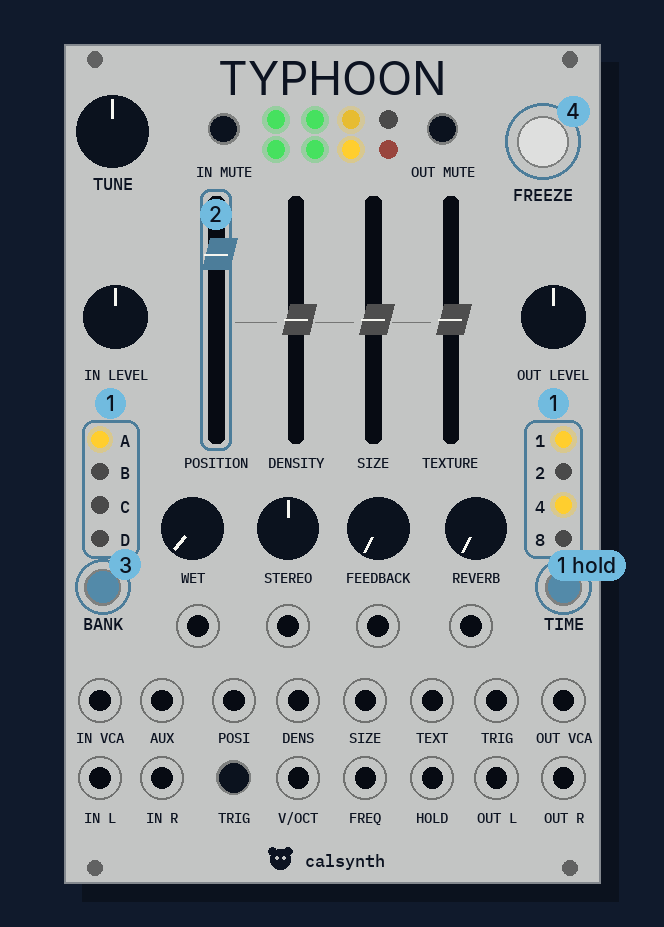 TYPHOON
4
TUNE
IN MUTE
OUT MUTE
FREEZE
2
IN LEVEL
OUT LEVEL
1
1
A
1
B
2
C
4
D
8
POSITION
DENSITY
SIZE
TEXTURE
3
1 hold
WET
STEREO
FEEDBACK
REVERB
BANK
TIME
IN VCA
AUX
POSI
DENS
SIZE
TEXT
TRIG
OUT VCA
IN L
IN R
TRIG
V/OCT
FREQ
HOLD
OUT L
OUT R
calsynth